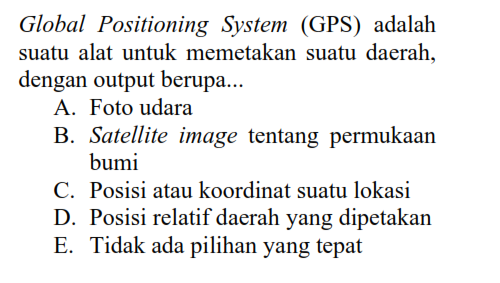 Global Positioning System (GPS) adalah
suatu alat untuk memetakan suatu daerah,
dengan output berupa...
A. Foto udara
B. Satellite image tentang permukaan
bumi
C. Posisi atau koordinat suatu lokasi
D. Posisi relatif daerah yang dipetakan
E. Tidak ada pilihan yang tepat